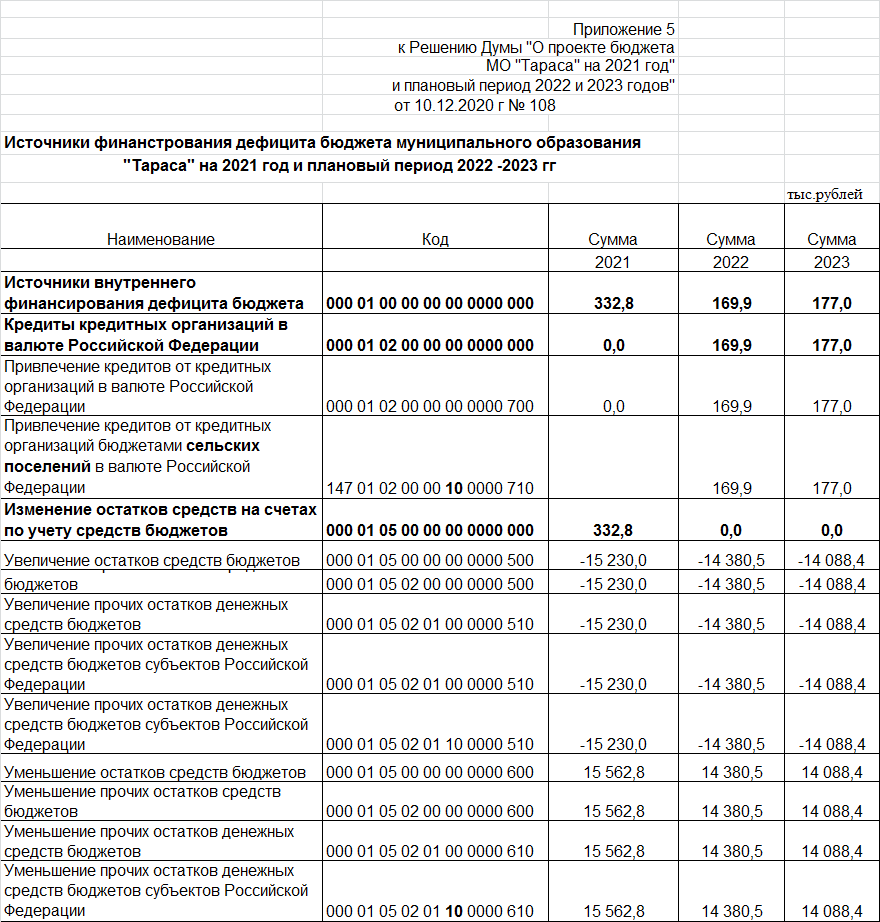 Приложение 5
к Решению Думы "О проекте бюджета
МО "Тараса" на 2021 год"
и плановый период 2022 и 2023 годов"
от 10.12.2020 г № 108
Источники финанстрования дефицита бюджета муниципального образования
"Тараса" на 2021 год и плановый период 2022 -2023 гг
тыс.рублей
Наименование Код Сумма Сумма Сумма
2021 2022 2023
Источники внутреннего
финансирования дефицита бюджета 000 01 00 00 00 00 0000 000 332,8 169,9 177,0
Кредиты кредитных организаций в
валюте Российской Федерации 000 01 02 00 00 00 0000 000 0,0 169,9 177,0
Привлечение кредитов от кредитных
организаций в валюте Российской
Федерации 000 01 02 00 00 00 0000 700 0,0 169,9 177,0
Привлечение кредитов от кредитных
организаций бюджетами сельских
поселений в валюте Российской
Федерации 147 01 02 00 00 10 0000 710 169,9 177,0
Изменение остатков средств на счетах
по учету средств бюджетов 000 01 05 00 00 00 0000 000 332,8 0,0 0,0
Увеличение остатков средств бюджетов 000 01 05 00 00 00 0000 500 -15 230,0 -14 380,5 -14 088,4
бюджетов 000 01 05 02 00 00 0000 500 -15 230,0 -14 380,5 -14 088,4
Увеличение прочих остатков денежных
средств бюджетов 000 01 05 02 01 00 0000 510 -15 230,0 -14 380,5 -14 088,4
Увеличение прочих остатков денежных
средств бюджетов субъектов Российской
Федерации 000 01 05 02 01 00 0000 510 -15 230,0 -14 380,5 -14 088,4
Увеличение прочих остатков денежных
средств бюджетов субъектов Российской
Федерации 000 01 05 02 01 10 0000 510 -15 230,0 -14 380,5 -14 088,4
Уменьшение остатков средств бюджетов 000 01 05 00 00 00 0000 600 15 562,8 14 380,5 14 088,4
Уменьшение прочих остатков средств
бюджетов 000 01 05 02 00 00 0000 600 15 562,8 14 380,5 14 088,4
Уменьшение прочих остатков денежных
средств бюджетов 000 01 05 02 01 00 0000 610 15 562,8 14 380,5 14 088,4
Уменьшение прочих остатков денежных
средств бюджетов субъектов Российской
Федерации 000 01 05 02 01 10 0000 610 15 562,8 14 380,5 14 088,4